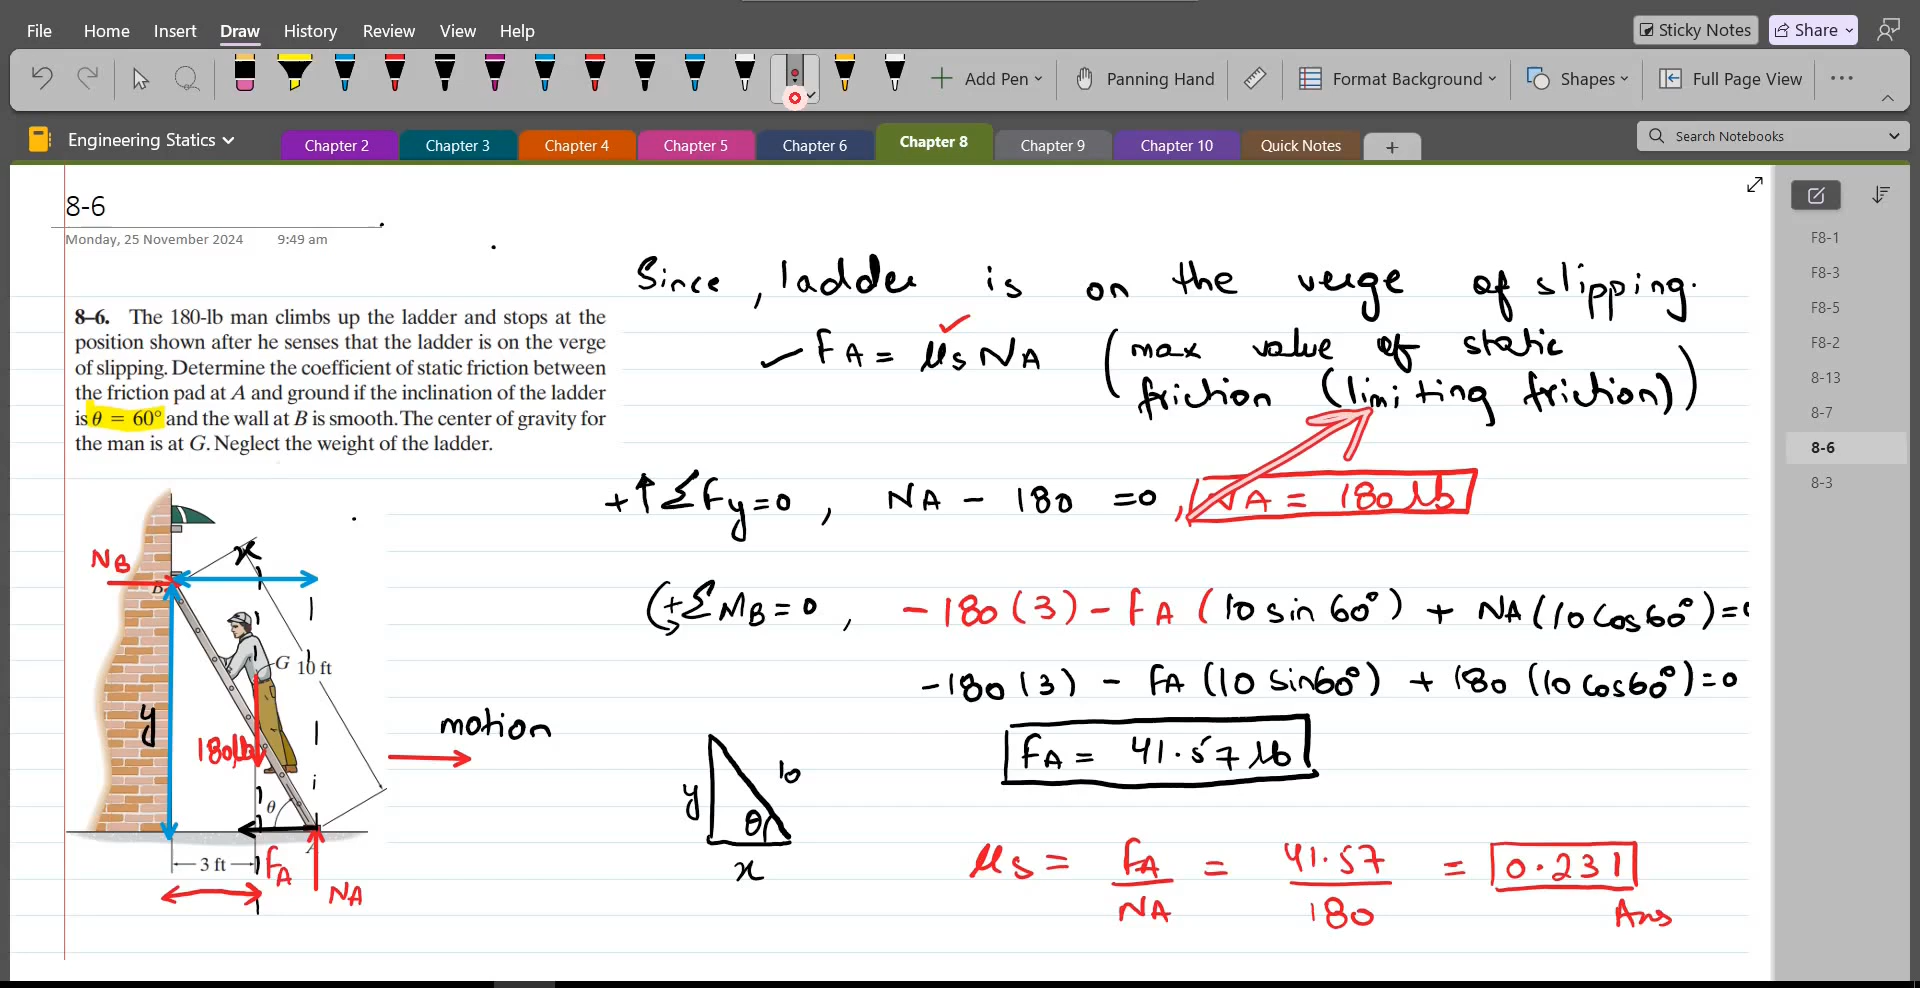 File Home Insert Draw History Review View Help
Sticky Notes Share
Add Pen Panning Hand Format Background Shapes Full Page View
Engineering Statics Chapter 2 Chapter 3 Chapter 4 Chapter 5 Chapter 6 Chapter 8 Chapter 9 Chapter 10 Quick Notes + Search Notebooks
8-6
Monday, 25 November 2024 9:49 am
8–6. The 180-lb man climbs up the ladder and stops at the
position shown after he senses that the ladder is on the verge
of slipping. Determine the coefficient of static friction between
the friction pad at A and ground if the inclination of the ladder
is θ = 60° and the wall at B is smooth. The center of gravity for
the man is at G. Neglect the weight of the ladder.
NB
x
B
G 10 ft
y
180lb
θ
A
3 ft
FA
NA
motion
Since, ladder is on the verge of slipping.
FA = μs NA (max value of static
friction (limiting friction))
+↑ΣFy=0, NA - 180 =0, NA = 180 lb
(+ΣMB=0, -180(3) - FA(10 sin 60°) + NA(10 cos 60°)=0
-180(3) - FA(10 sin60°) + 180(10 cos60°)=0
FA = 41.57 lb
y 10
θ
x
μs = FA/NA = 41.57/180 = 0.231
Ans
F8-1
F8-3
F8-5
F8-2
8-13
8-7
8-6
8-3